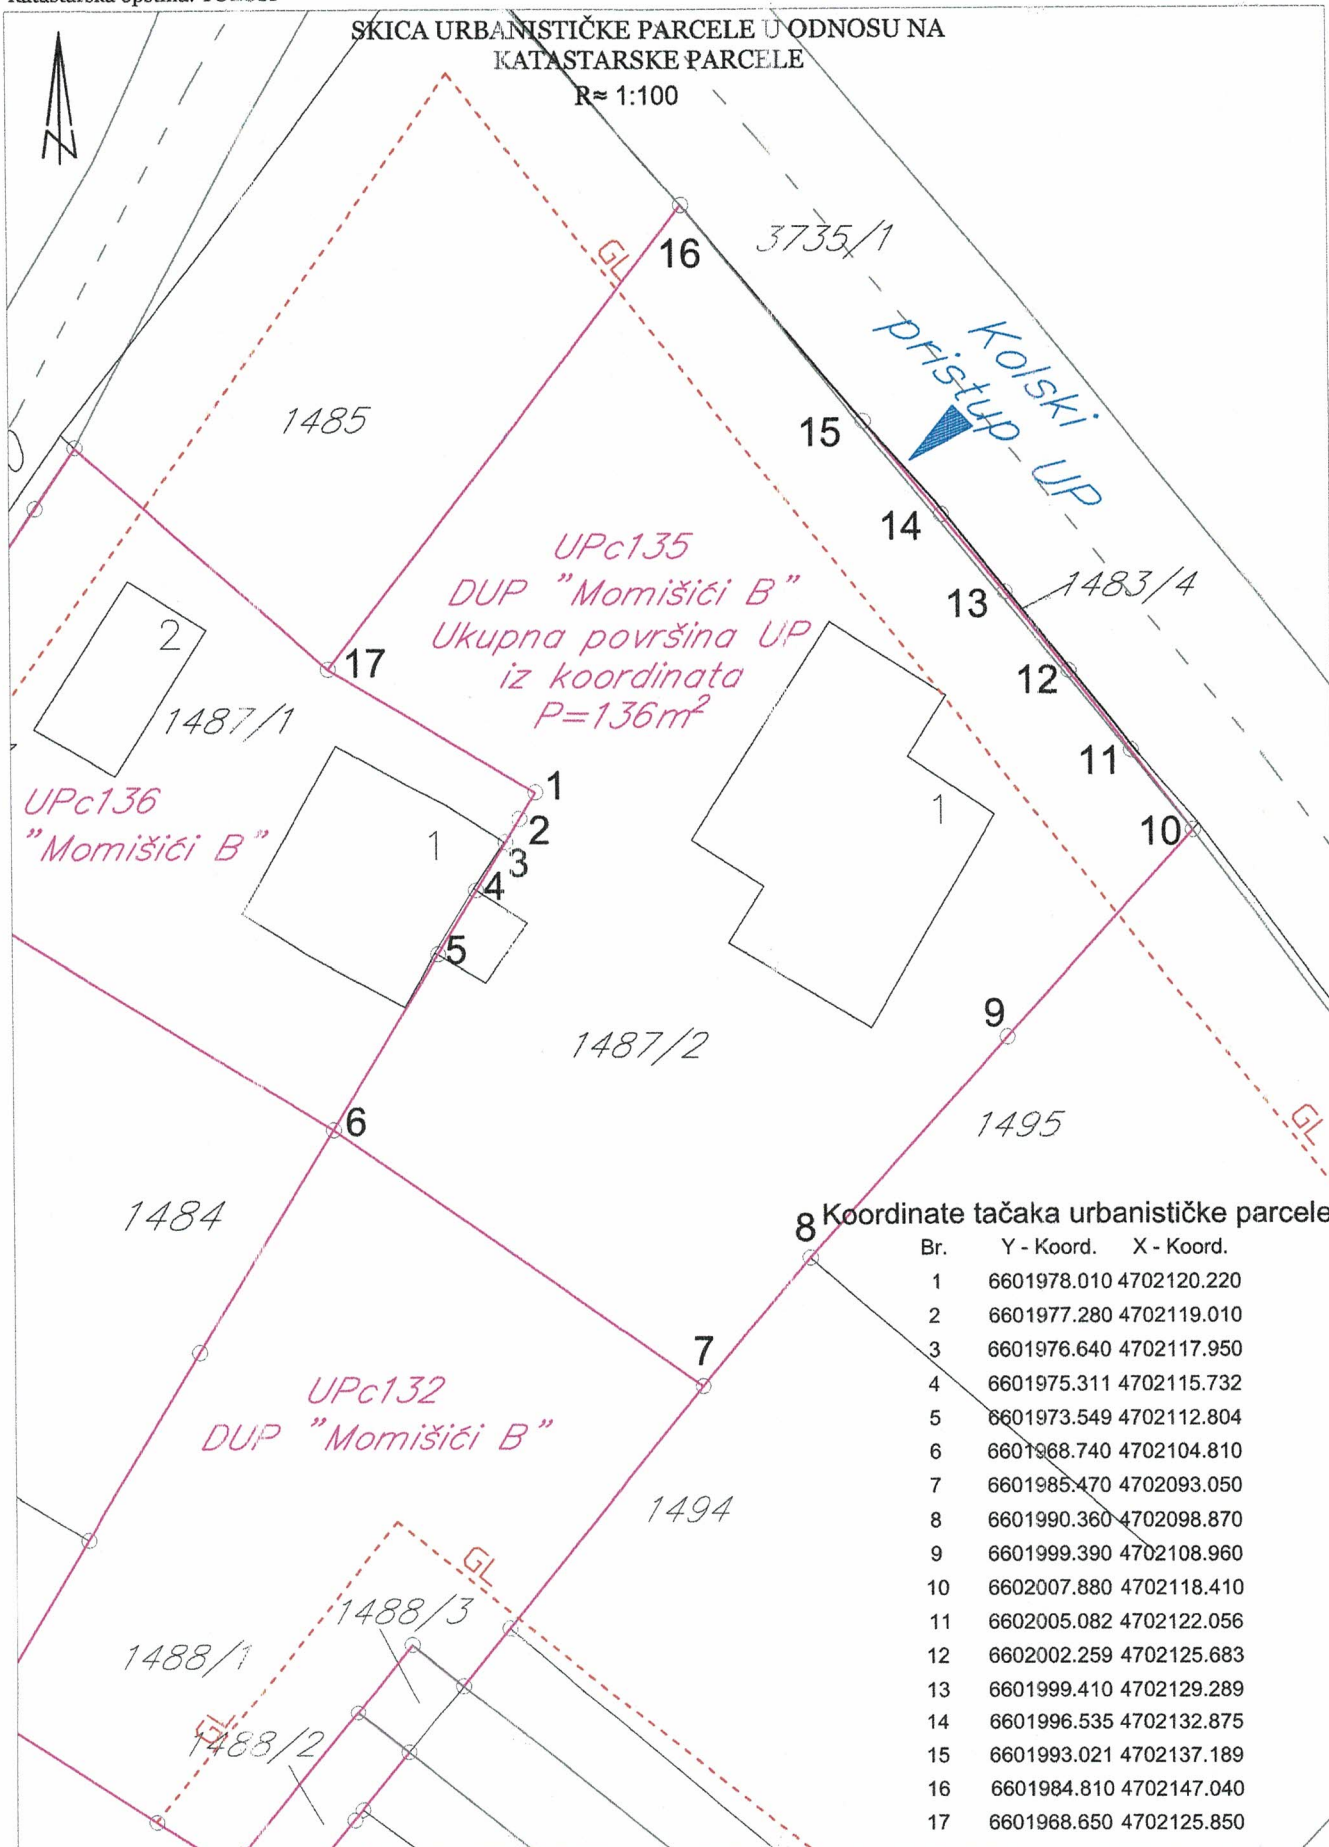 SKICA URBANISTIČKE PARCELE U ODNOSU NA
KATASTARSKE PARCELE
R≈ 1:100
N
GL
16
3735/1
Kolski
pristup UP
1485
15
14
UPc135
DUP "Momišići B"
Ukupna površina UP
iz koordinata
P=136m²
1483/4
13
2
17
12
1487/1
11
UPc136
"Momišići B"
1
1
2
1
10
3
4
5
9
1487/2
6
1495
GL
1484
8
Koordinate tačaka urbanističke parcele
Br. Y - Koord. X - Koord.
1 6601978.010 4702120.220
2 6601977.280 4702119.010
3 6601976.640 4702117.950
4 6601975.311 4702115.732
5 6601973.549 4702112.804
6 6601968.740 4702104.810
7 6601985.470 4702093.050
8 6601990.360 4702098.870
9 6601999.390 4702108.960
10 6602007.880 4702118.410
11 6602005.082 4702122.056
12 6602002.259 4702125.683
13 6601999.410 4702129.289
14 6601996.535 4702132.875
15 6601993.021 4702137.189
16 6601984.810 4702147.040
17 6601968.650 4702125.850
7
UPc132
DUP "Momišići B"
1494
GL
1488/3
1488/1
GL
1488/2